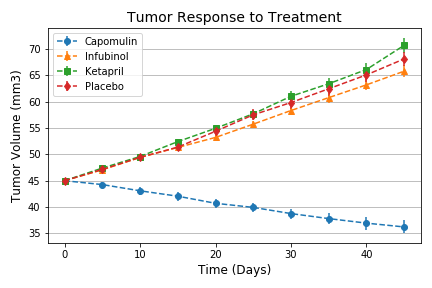 Tumor Response to Treatment
Capomulin
Infubinol
Ketapril
Placebo
Tumor Volume (mm3)
70
65
60
55
50
45
40
35
0
10
20
30
40
Time (Days)